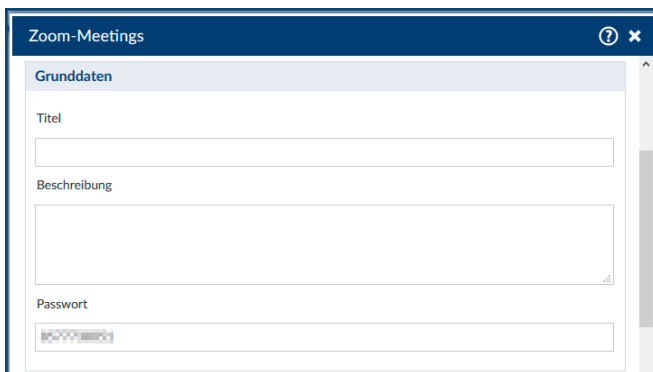 Zoom-Meetings
Grunddaten
Titel
Beschreibung
Passwort